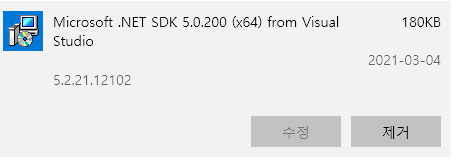 Microsoft .NET SDK 5.0.200 (x64) from Visual
Studio
180KB
2021-03-04
5.2.21.12102
수정
제거